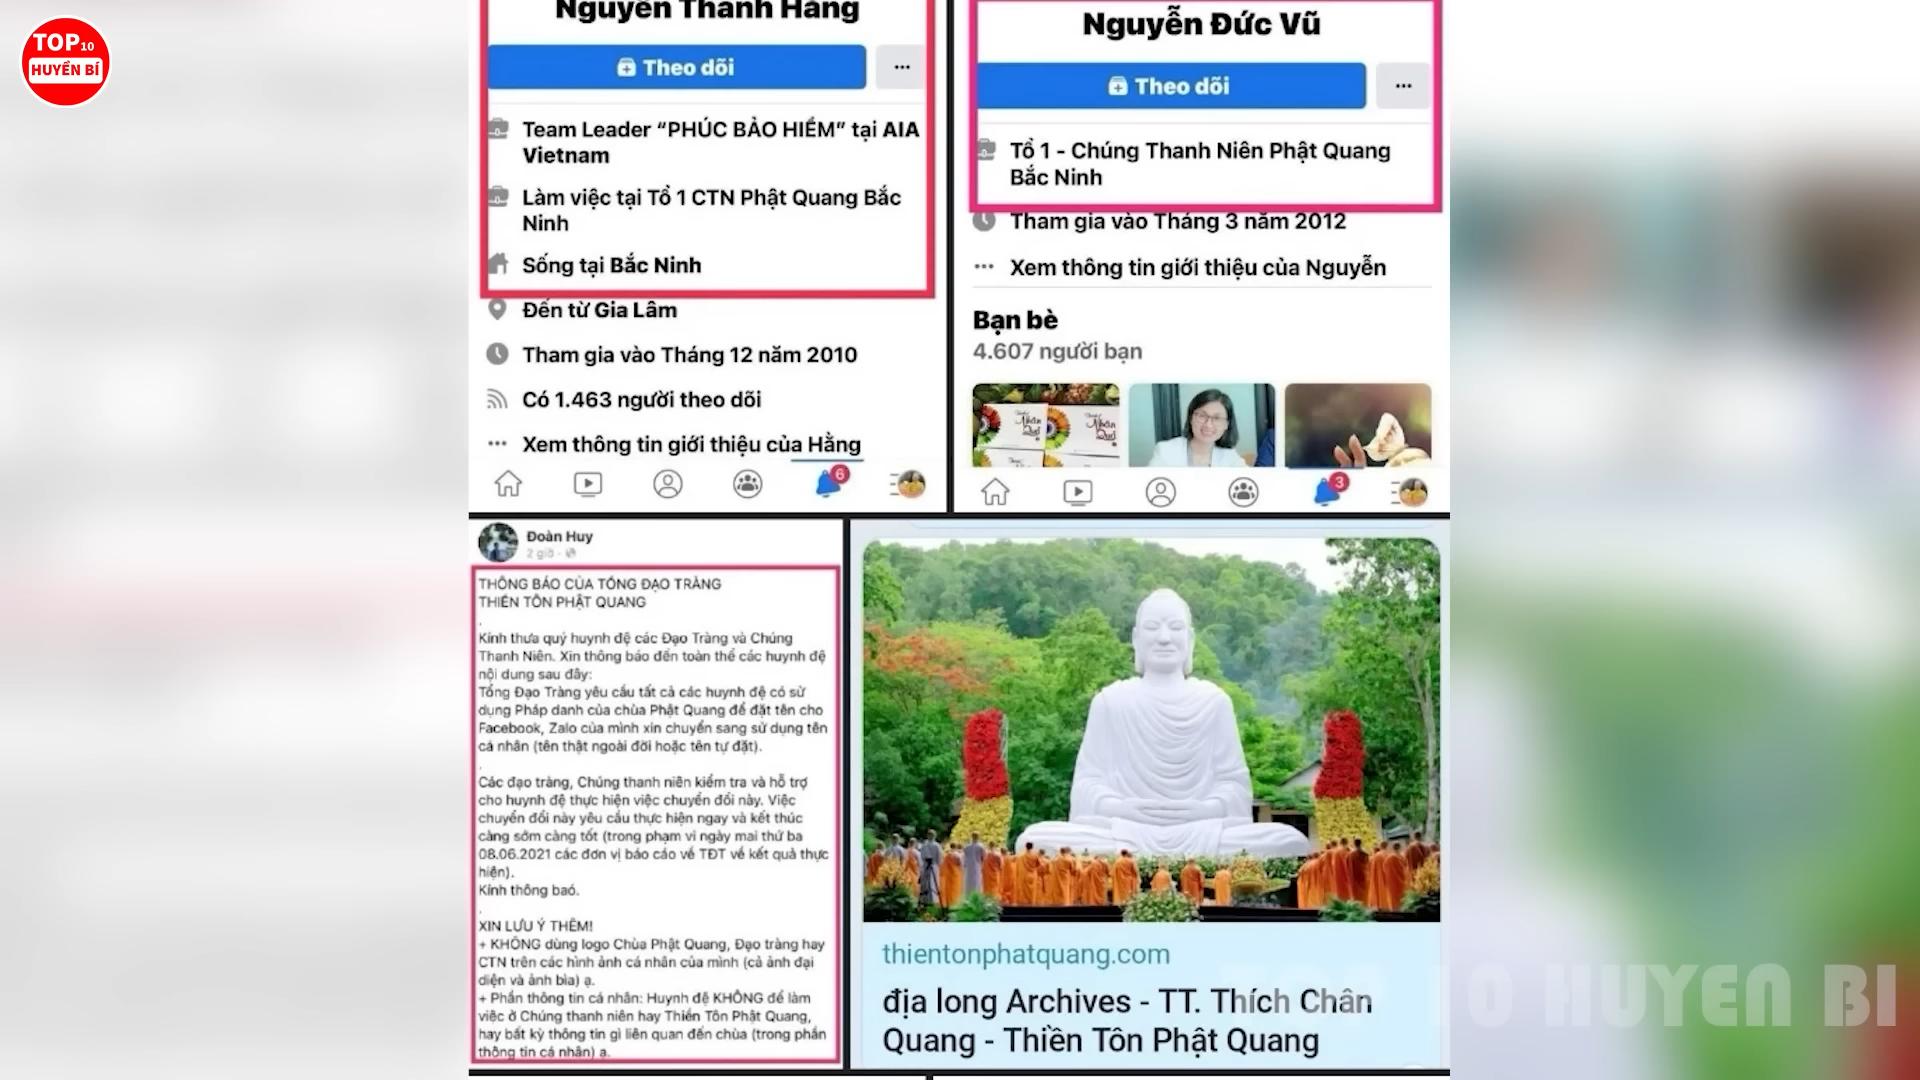 TOP 10
HUYỀN BÍ
Nguyễn Thanh Hằng
Theo dõi
Team Leader “PHÚC BẢO HIỂM” tại AIA
Vietnam
Làm việc tại Tổ 1 CTN Phật Quang Bắc
Ninh
Sống tại Bắc Ninh
Đến từ Gia Lâm
Tham gia vào Tháng 12 năm 2010
Có 1.463 người theo dõi
Xem thông tin giới thiệu của Hằng
6
Nguyễn Đức Vũ
Theo dõi
Tổ 1 - Chúng Thanh Niên Phật Quang
Bắc Ninh
Tham gia vào Tháng 3 năm 2012
Xem thông tin giới thiệu của Nguyễn
Bạn bè
4.607 người bạn
3
Đoàn Huy
2 giờ
THÔNG BÁO CỦA TỔNG ĐẠO TRÀNG
THIỀN TÔN PHẬT QUANG
.
Kính thưa quý huynh đệ các Đạo Tràng và Chúng
Thanh Niên. Xin thông báo đến toàn thể các huynh đệ
nội dung sau đây:
Tổng Đạo Tràng yêu cầu tất cả các huynh đệ có sử
dụng Pháp danh của chùa Phật Quang để đặt tên cho
Facebook, Zalo của mình xin chuyển sang sử dụng tên
cá nhân (tên thật ngoài đời hoặc tên tự đặt).
.
Các đạo tràng, Chúng thanh niên kiểm tra và hỗ trợ
cho huynh đệ thực hiện việc chuyển đổi này. Việc
chuyển đổi này yêu cầu thực hiện ngay và kết thúc
càng sớm càng tốt (trong phạm vi ngày mai thứ ba
08.06.2021 các đơn vị báo cáo về TĐT về kết quả thực
hiện).
Kính thông baó.
.
XIN LƯU Ý THÊM!
+ KHÔNG dùng logo Chùa Phật Quang, Đạo tràng hay
CTN trên các hình ảnh cá nhân của mình (cả ảnh đại
diện và ảnh bìa) ạ.
+ Phần thông tin cá nhân: Huynh đệ KHÔNG để làm
việc ở Chúng thanh niên hay Thiền Tôn Phật Quang,
hay bất kỳ thông tin gì liên quan đến chùa (trong phần
thông tin cá nhân) ạ.
thientonphatquang.com
địa long Archives - TT. Thích Chân
Quang - Thiền Tôn Phật Quang
10 HUYEN BI